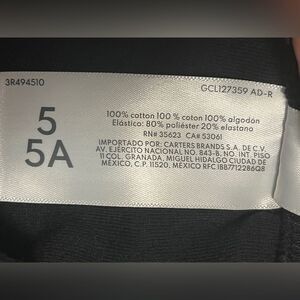 3R494510
GCL127359 AD-R
5
5A
100% cotton 100 % coton 100% algodón
Elástico: 80% poliéster 20% elastano
RN# 35623 CA# 53061
IMPORTADO POR: CARTERS BRANDS S.A. DE C.V.
AV. EJÉRCITO NACIONAL NO. 843-B, NO. INT. PISO
11 COL. GRANADA, MIGUEL HIDALGO CIUDAD DE
MÉXICO, C.P. 11520, MÉXICO RFC IBB7712286Q8